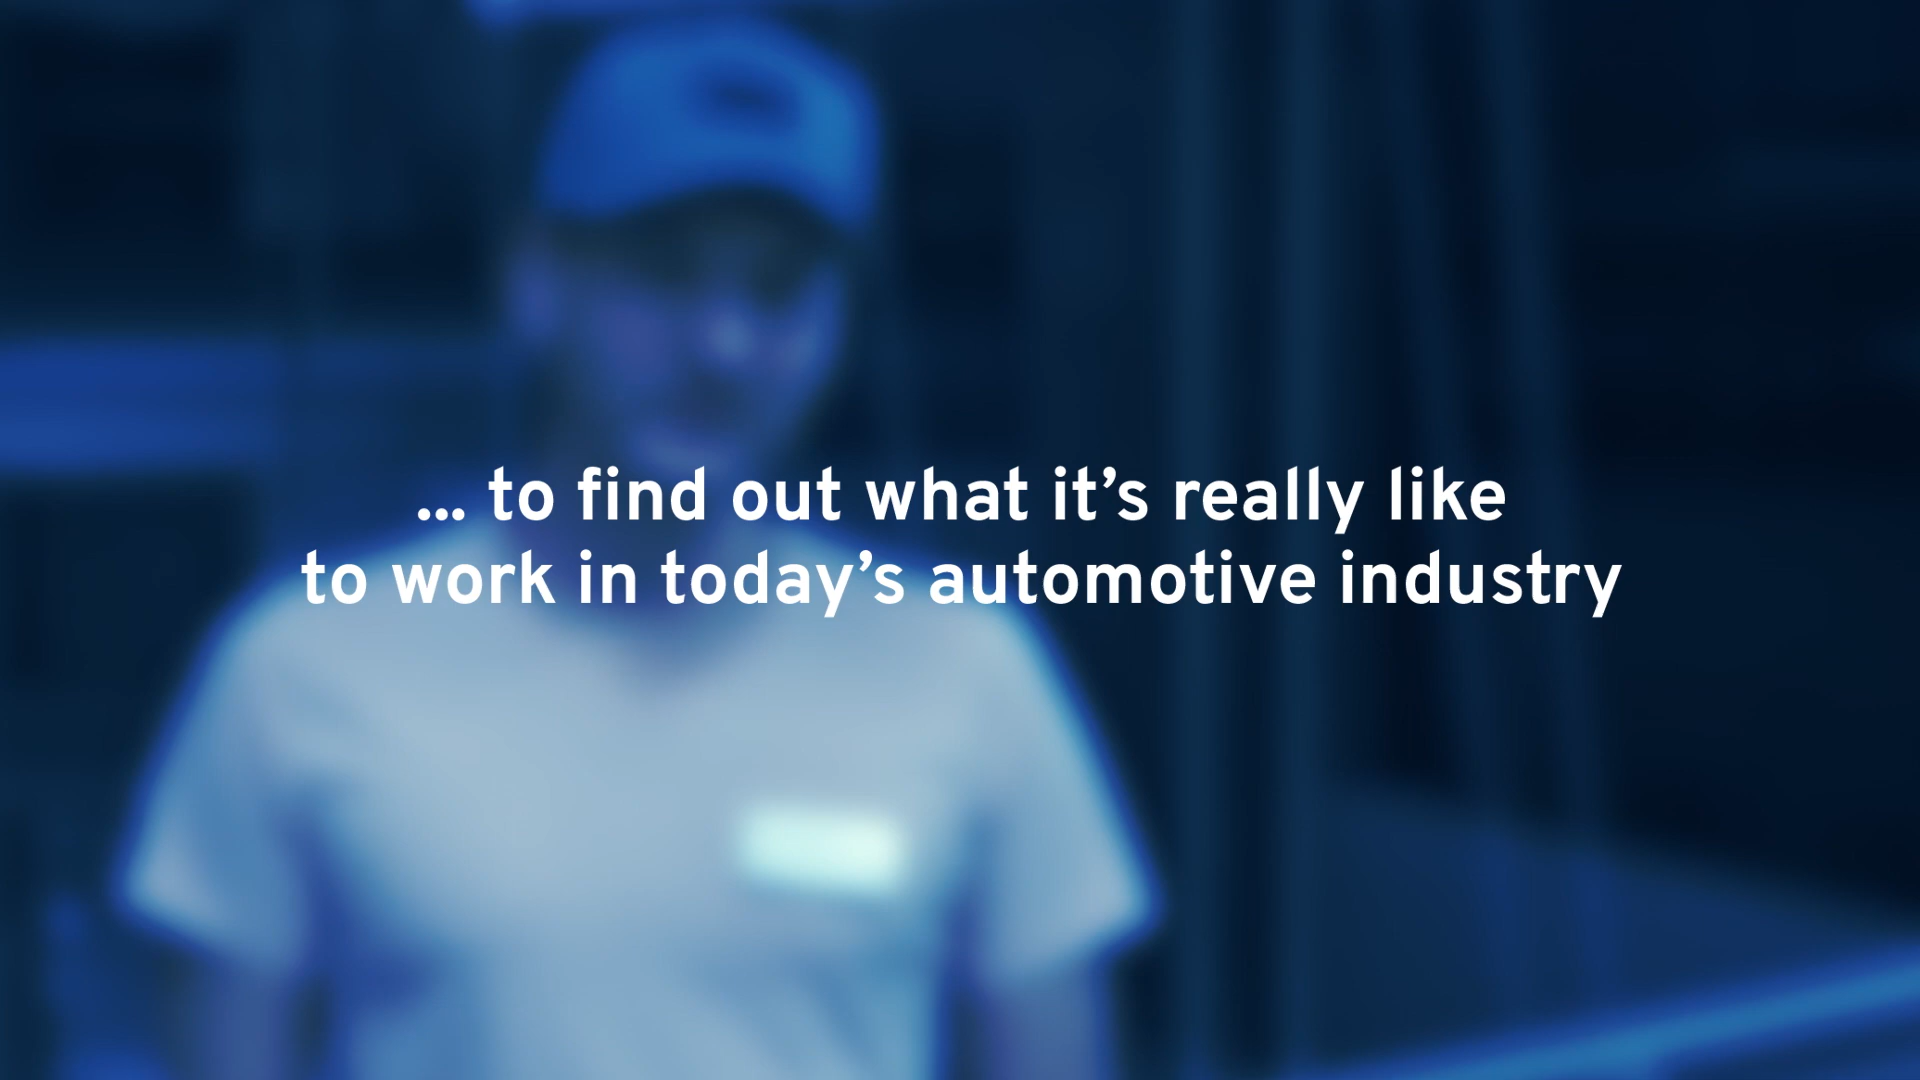 ... to find out what it’s really like
to work in today’s automotive industry